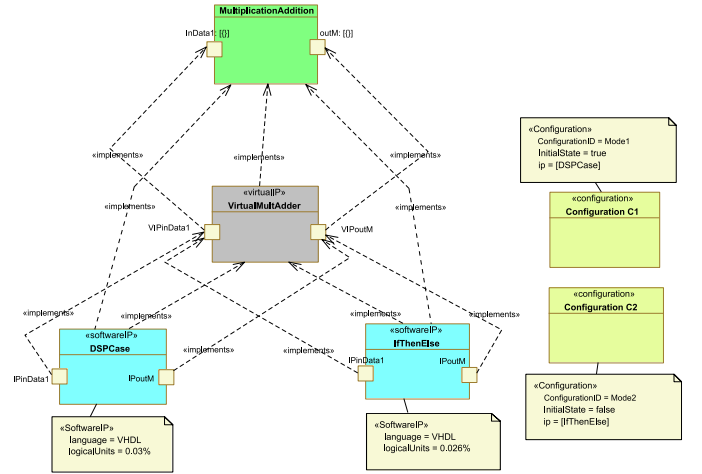 MultiplicationAddition
InData1: [{}]
outM: [{}]
«implements»
«implements»
«implements»
«implements»
«implements»
«virtualIP»
VirtualMultAdder
VIPinData1
VIPoutM
«implements»
«implements»
«implements»
«implements»
«implements»
«implements»
«softwareIP»
DSPCase
IPinData1
IPoutM
«SoftwareIP»
language = VHDL
logicalUnits = 0.03%
«softwareIP»
IfThenElse
IPinData1
IPoutM
«SoftwareIP»
language = VHDL
logicalUnits = 0.026%
«Configuration»
ConfigurationID = Mode1
InitialState = true
ip = [DSPCase]
«configuration»
Configuration C1
«configuration»
Configuration C2
«Configuration»
ConfigurationID = Mode2
InitialState = false
ip = [IfThenElse]